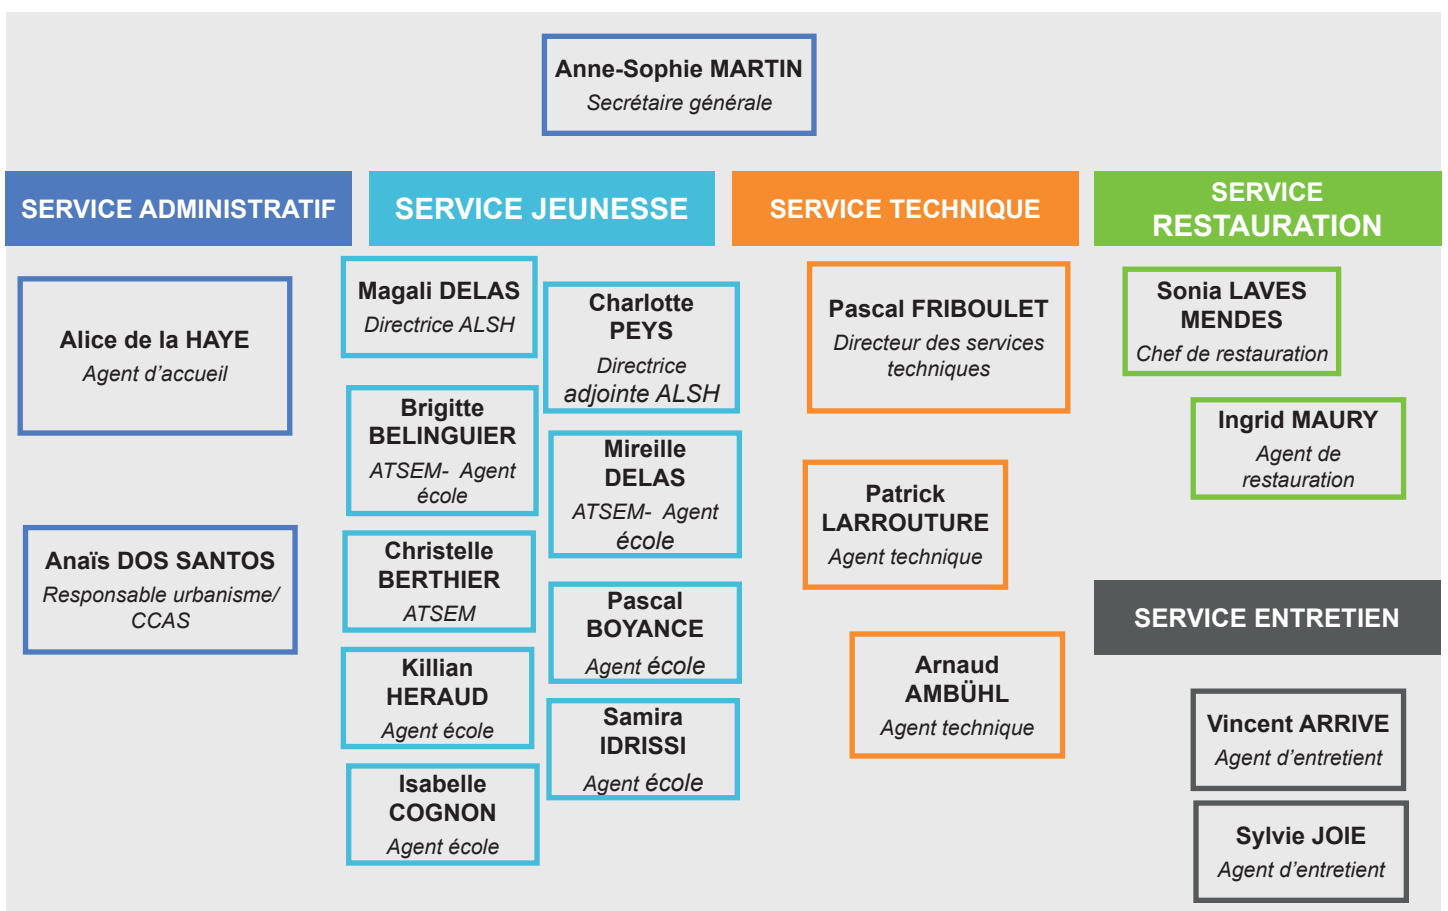 Anne-Sophie MARTIN
Secrétaire générale
SERVICE ADMINISTRATIF
Alice de la HAYE
Agent d’accueil
Anaïs DOS SANTOS
Responsable urbanisme/
CCAS
SERVICE JEUNESSE
Magali DELAS
Directrice ALSH
Charlotte
PEYS
Directrice
adjointe ALSH
Brigitte
BELINGUIER
ATSEM- Agent
école
Mireille
DELAS
ATSEM- Agent
école
Christelle
BERTHIER
ATSEM
Pascal
BOYANCE
Agent école
Killian
HERAUD
Agent école
Samira
IDRISSI
Agent école
Isabelle
COGNON
Agent école
SERVICE TECHNIQUE
Pascal FRIBOULET
Directeur des services
techniques
Patrick
LARROUTURE
Agent technique
Arnaud
AMBÜHL
Agent technique
SERVICE
RESTAURATION
Sonia LAVES
MENDES
Chef de restauration
Ingrid MAURY
Agent de
restauration
SERVICE ENTRETIEN
Vincent ARRIVE
Agent d’entretient
Sylvie JOIE
Agent d’entretient